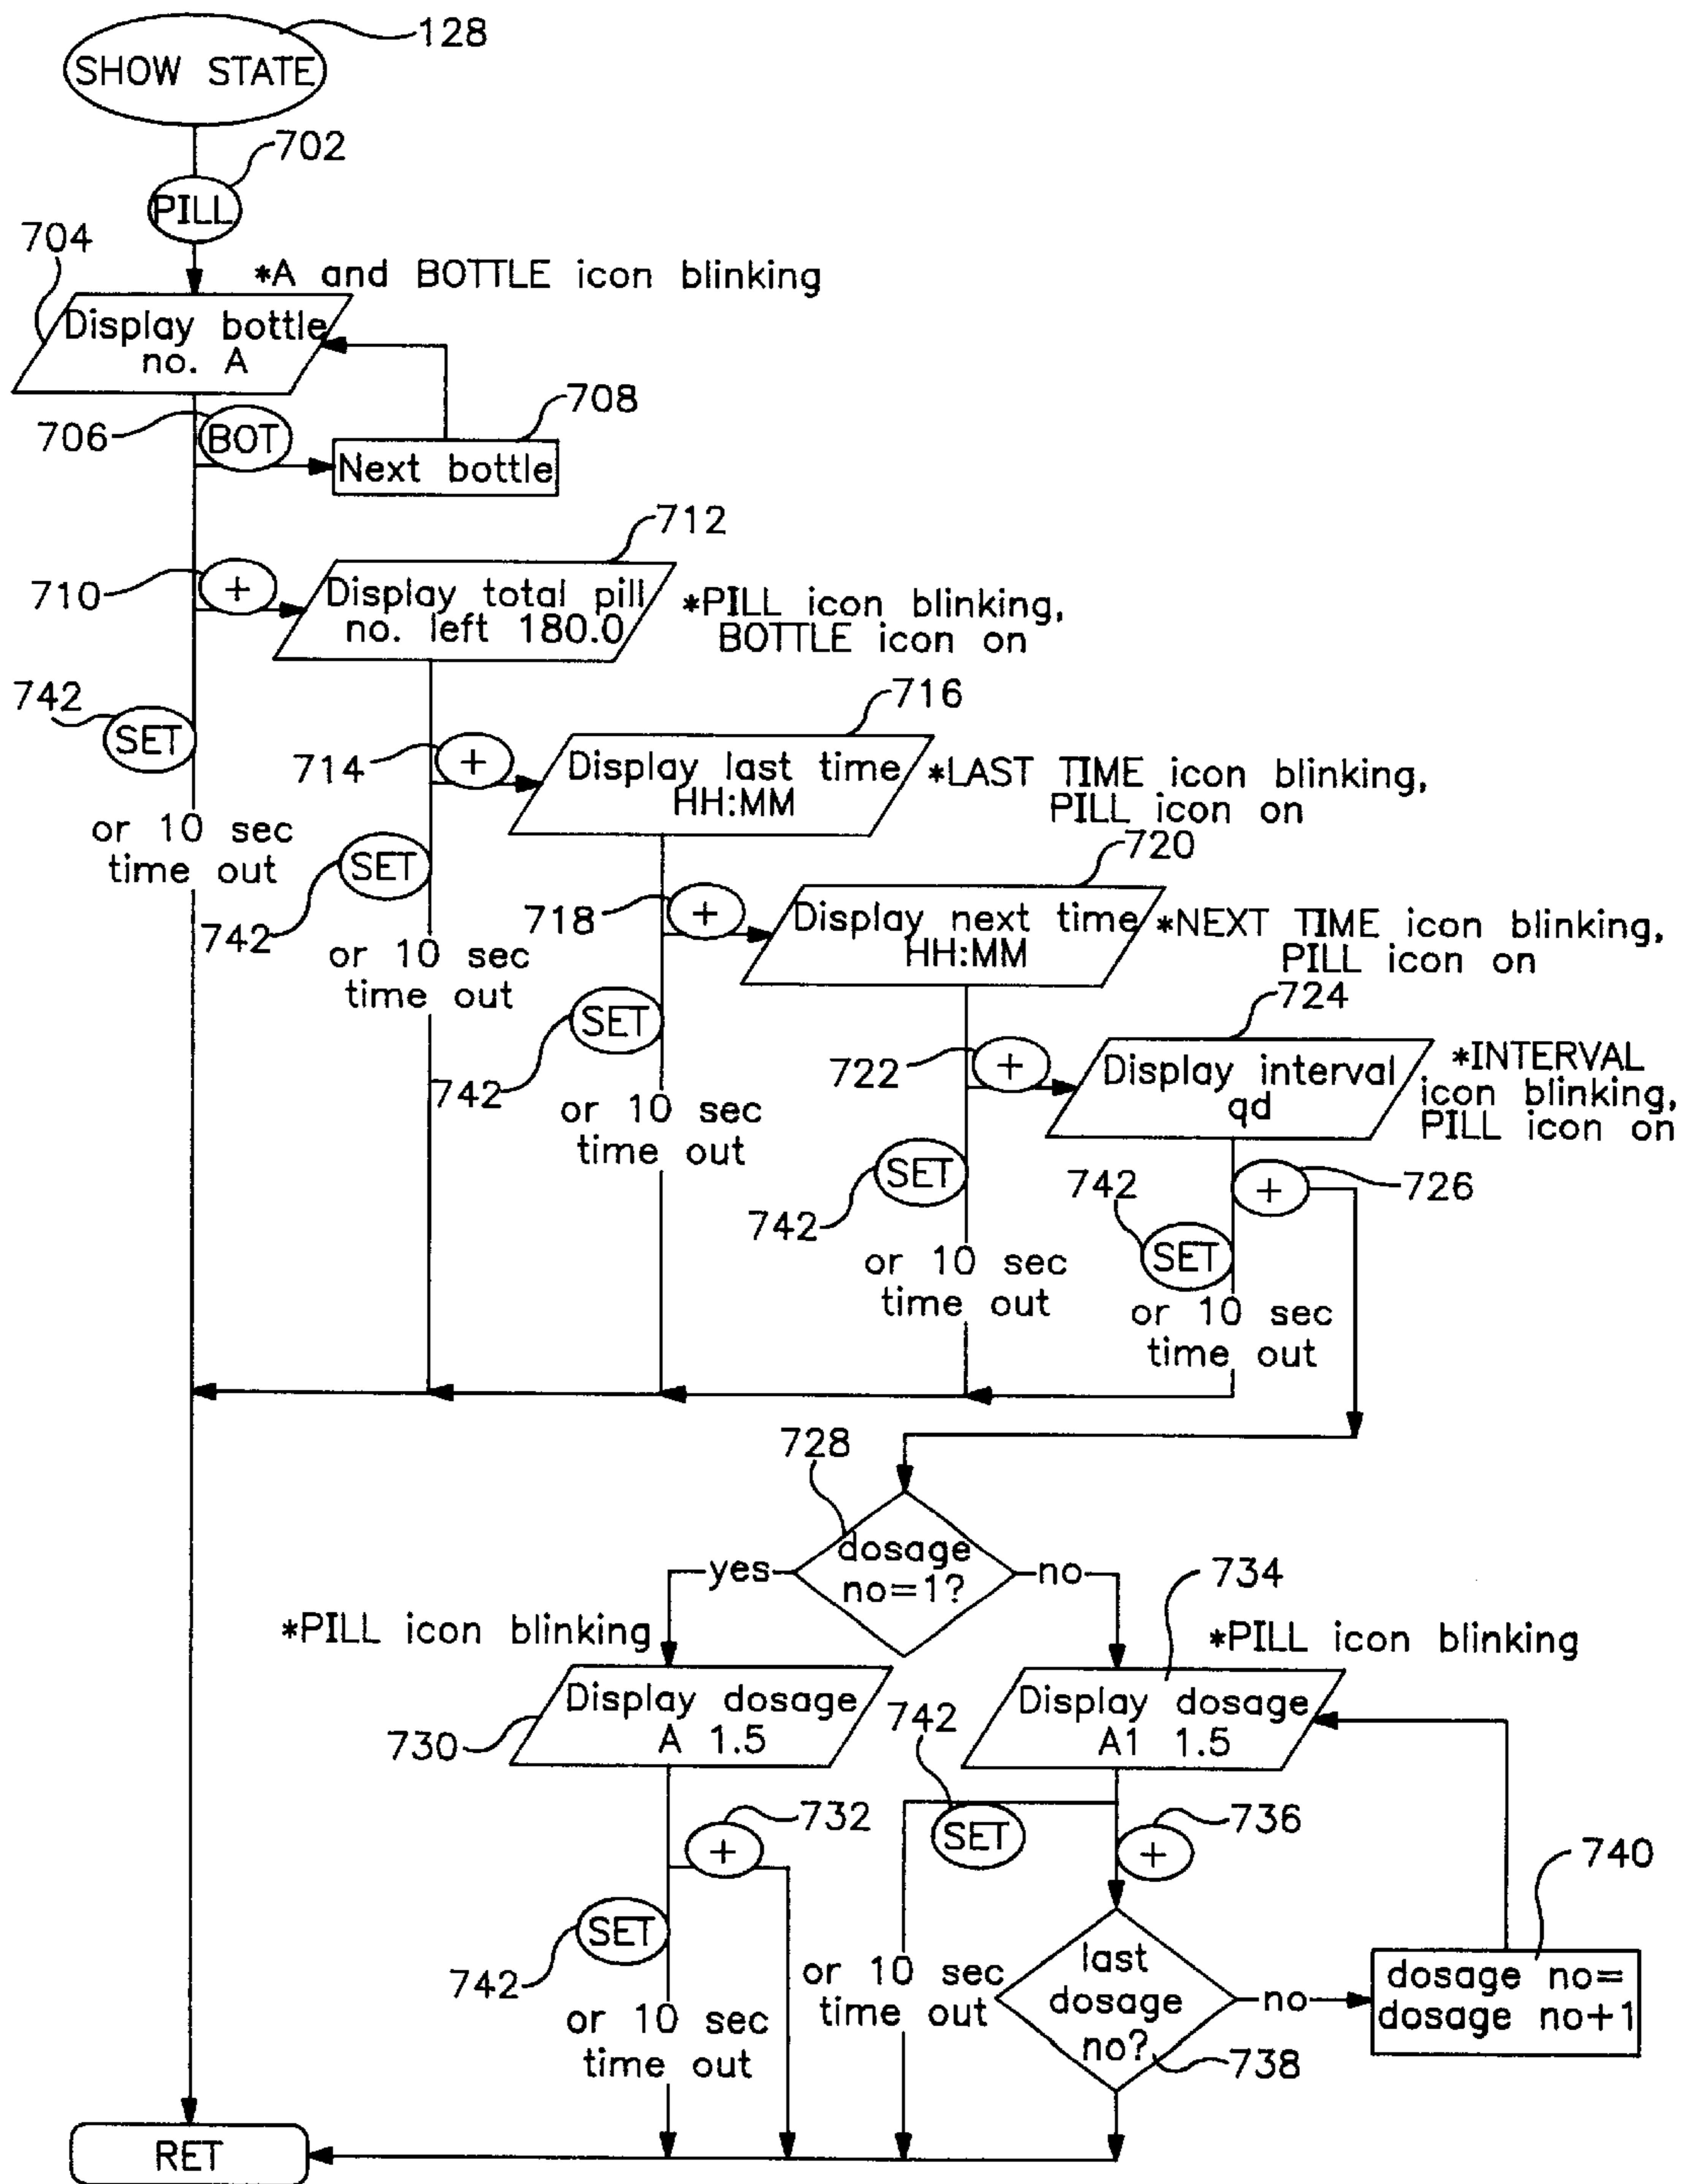 128
SHOW STATE
702
PILL
704
*A and BOTTLE icon blinking
Display bottle
no. A
706
BOT
708
Next bottle
712
710
+
Display total pill
no. left 180.0
*PILL icon blinking,
BOTTLE icon on
742
SET
or 10 sec
time out
716
714
+
Display last time
HH:MM
*LAST TIME icon blinking,
PILL icon on
SET
742
or 10 sec
time out
720
718
+
Display next time
HH:MM
*NEXT TIME icon blinking,
PILL icon on
SET
742
or 10 sec
time out
724
722
+
Display interval
qd
*INTERVAL
icon blinking,
PILL icon on
SET
742
or 10 sec
time out
742
+
726
SET
or 10 sec
time out
728
dosage
no=1?
yes
no
734
*PILL icon blinking
*PILL icon blinking
Display dosage
A 1.5
730
742
Display dosage
A1 1.5
732
+
SET
736
+
SET
742
or 10 sec
time out
or 10 sec
time out
last
dosage
no?
738
no
740
dosage no=
dosage no+1
RET